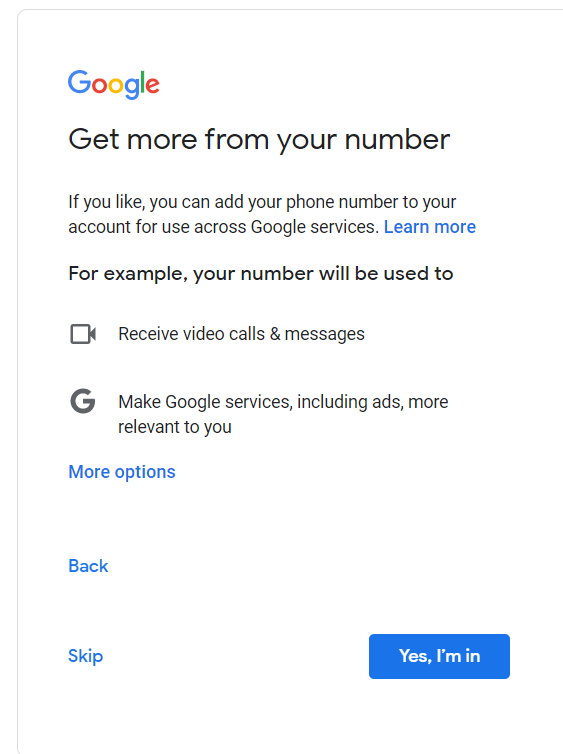 Google
Get more from your number
If you like, you can add your phone number to your
account for use across Google services. Learn more
For example, your number will be used to
Receive video calls & messages
G
Make Google services, including ads, more
relevant to you
More options
Back
Skip
Yes, I’m in